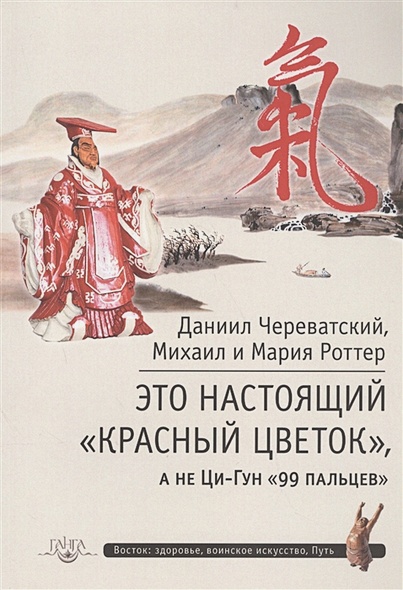 氣
Даниил Череватский,
Михаил и Мария Роттер
ЭТО НАСТОЯЩИЙ
«КРАСНЫЙ ЦВЕТОК»,
А НЕ ЦИ-ГУН «99 ПАЛЬЦЕВ»
ГАНГА
Восток: здоровье, воинское искусство, Путь